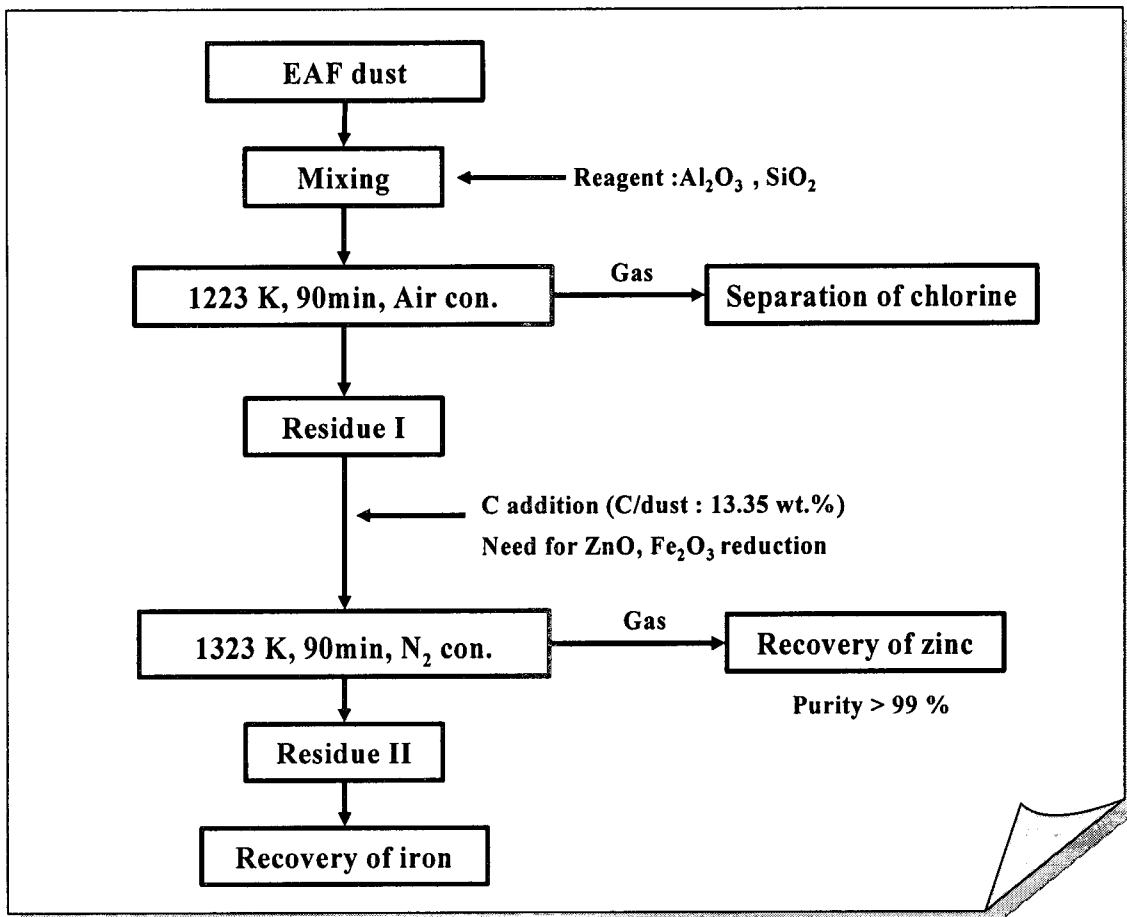 EAF dust
Mixing
Reagent :Al₂O₃ , SiO₂
1223 K, 90min, Air con.
Gas
Separation of chlorine
Residue I
C addition (C/dust : 13.35 wt.%)
Need for ZnO, Fe₂O₃ reduction
1323 K, 90min, N₂ con.
Gas
Recovery of zinc
Purity > 99 %
Residue II
Recovery of iron